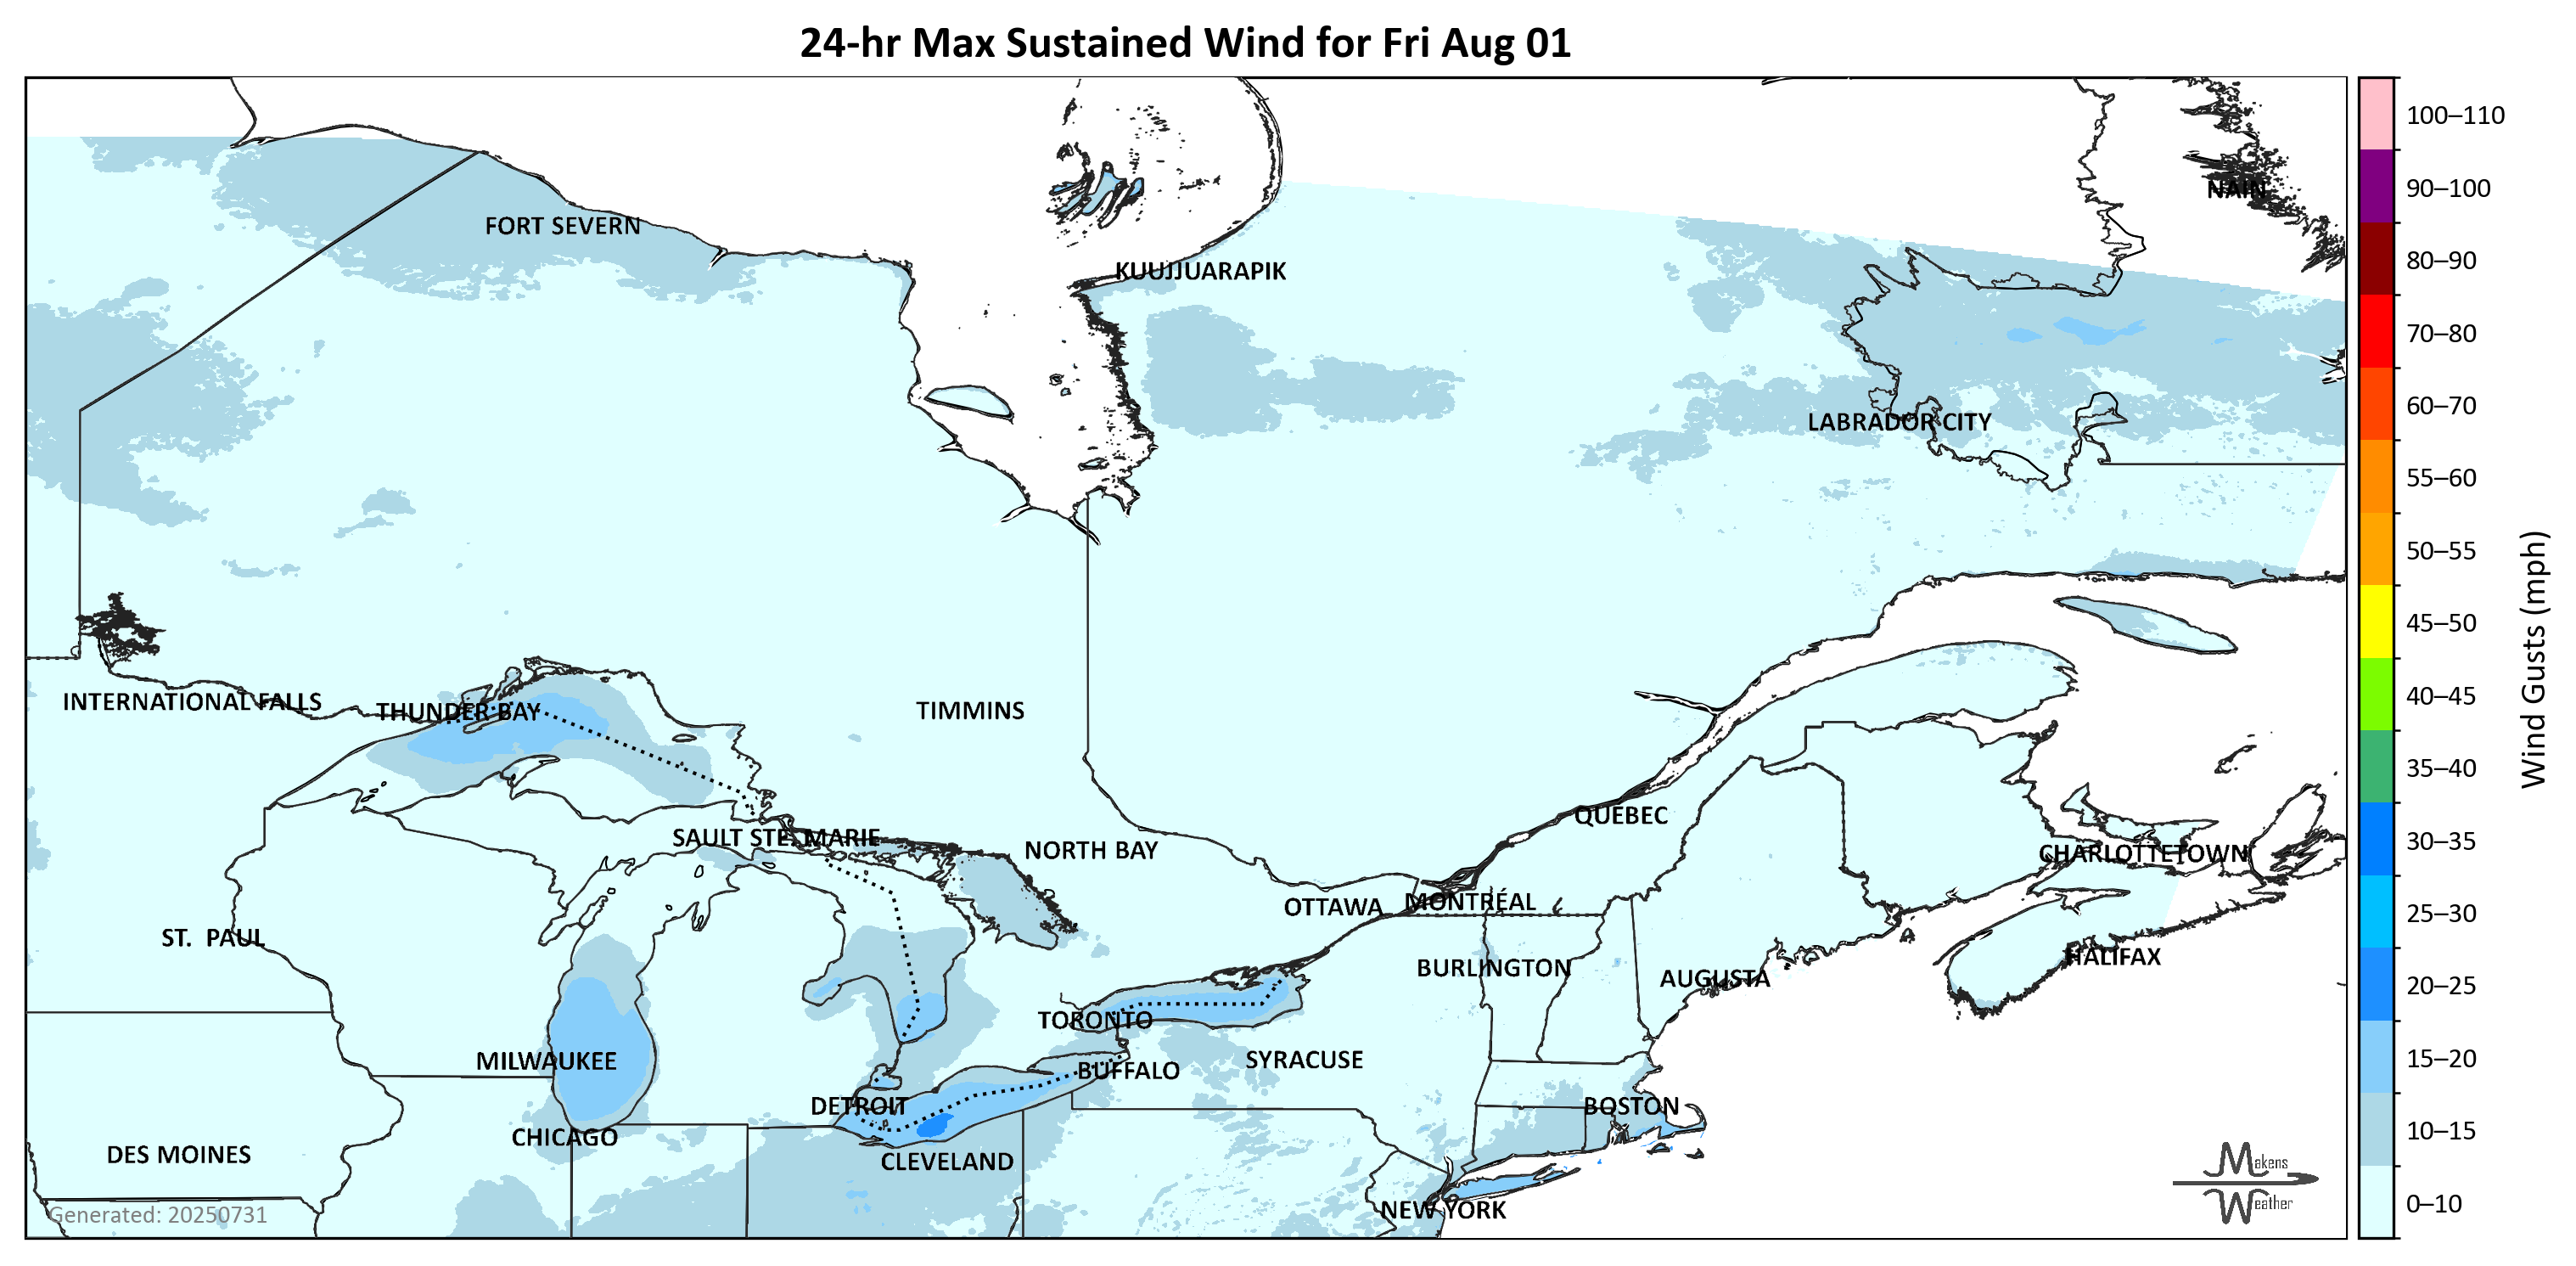 24-hr Max Sustained Wind for Fri Aug 01
100–110
90–100
80–90
70–80
60–70
55–60
50–55
45–50
40–45
35–40
30–35
25–30
20–25
15–20
10–15
0–10
Wind Gusts (mph)
NAIN
FORT SEVERN
KUUJJUARAPIK
LABRADOR CITY
INTERNATIONAL FALLS
THUNDER BAY
TIMMINS
QUÉBEC
SAULT STE. MARIE
NORTH BAY
CHARLOTTETOWN
OTTAWA
MONTRÉAL
ST. PAUL
HALIFAX
BURLINGTON
AUGUSTA
TORONTO
MILWAUKEE
SYRACUSE
BUFFALO
DETROIT
BOSTON
CHICAGO
DES MOINES
CLEVELAND
NEW YORK
Generated: 20250731
Makens
Weather